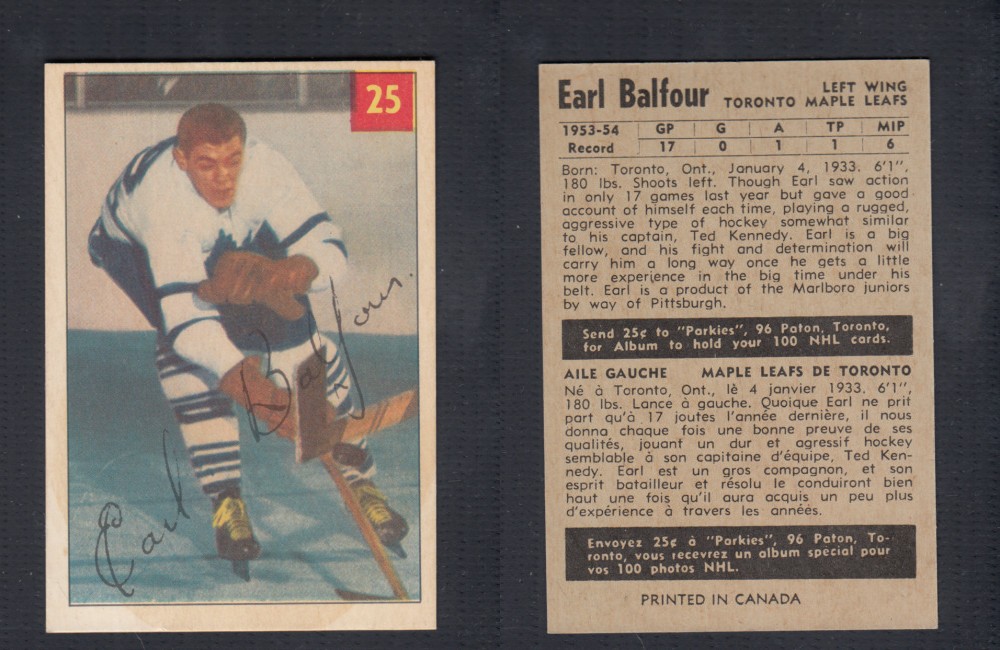 25
Earl Balfour
Earl Balfour
LEFT WING
TORONTO MAPLE LEAFS
1953-54 GP G A TP MIP
Record 17 0 1 1 6
Born: Toronto, Ont., January 4, 1933. 6'1",
180 lbs. Shoots left. Though Earl saw action
in only 17 games last year but gave a good
account of himself each time, playing a rugged,
aggressive type of hockey somewhat similar
to his captain, Ted Kennedy. Earl is a big
fellow, and his fight and determination will
carry him a long way once he gets a little
more experience in the big time under his
belt. Earl is a product of the Marlboro juniors
by way of Pittsburgh.
Send 25¢ to "Parkies", 96 Paton, Toronto,
for Album to hold your 100 NHL cards.
AILE GAUCHE MAPLE LEAFS DE TORONTO
Né à Toronto, Ont., lè 4 janvier 1933. 6'1",
180 lbs. Lance à gauche. Quoique Earl ne prit
part qu'à 17 joutes l'année dernière, il nous
donna chaque fois une bonne preuve de ses
qualités, jouant un dur et agressif hockey
semblable à son capitaine d'équipe, Ted Ken-
nedy. Earl est un gros compagnon, et son
esprit batailleur et résolu le conduiront bien
haut une fois qu'il aura acquis un peu plus
d'expérience à travers les années.
Envoyez 25¢ à "Parkies", 96 Paton, To-
ronto, vous recevrez un album spécial pour
vos 100 photos NHL.
PRINTED IN CANADA